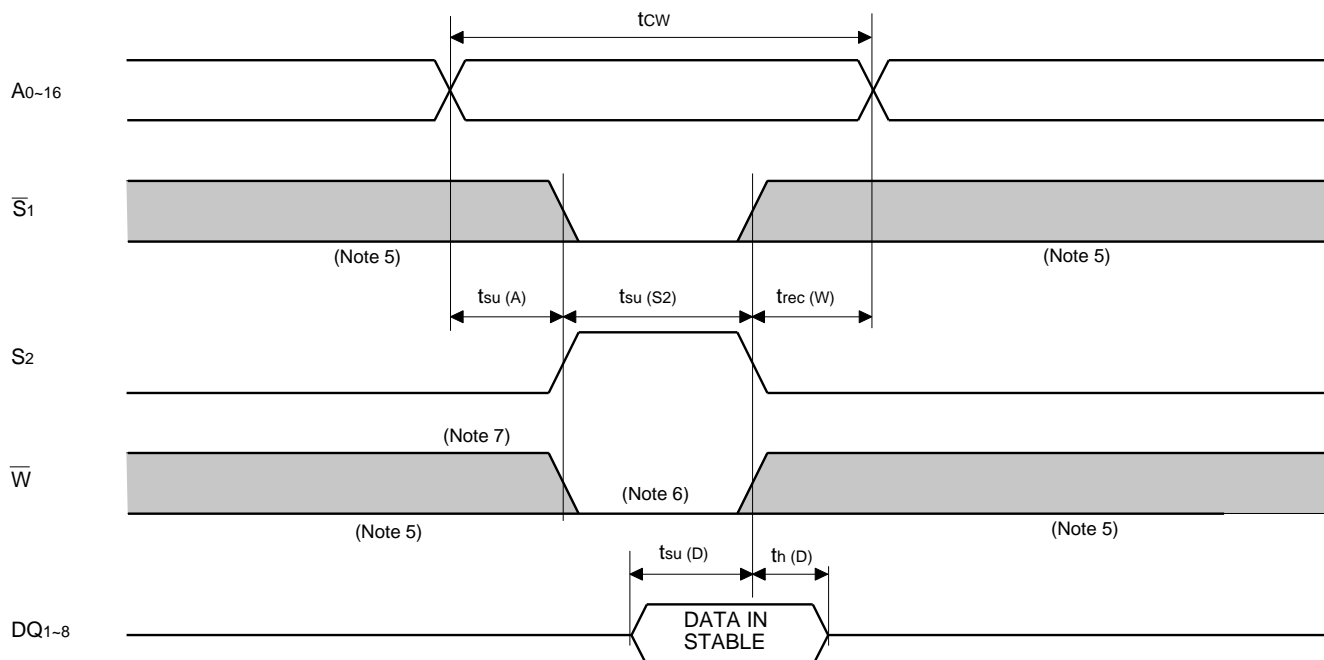 tCW
A0~16
S1
(Note 5) (Note 5)
tsu (A) tsu (S2) trec (W)
S2
(Note 7)
W
(Note 6)
(Note 5) (Note 5)
tsu (D) th (D)
DQ1~8
DATA IN
STABLE